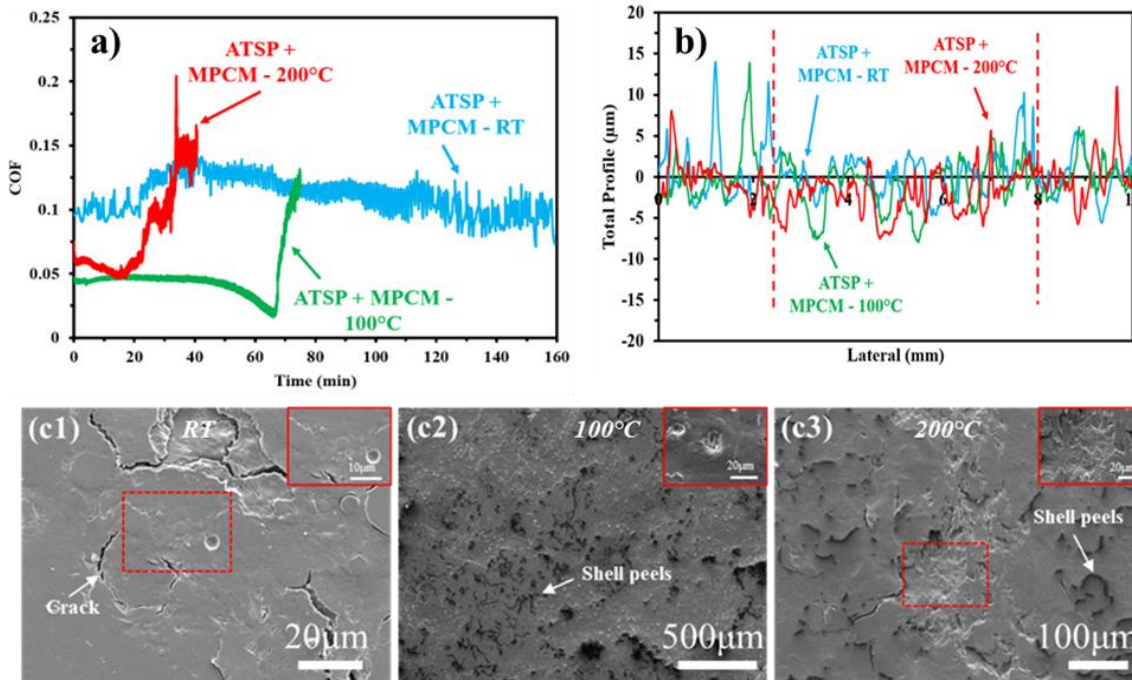 a)
0.25
0.2
0.15
0.1
0.05
0
COF
0
20
40
60
80
100
120
140
160
Time (min)
ATSP +
MPCM - 200°C
ATSP +
MPCM - RT
ATSP + MPCM -
100°C
b)
20
15
10
5
0
-5
-10
-15
-20
Total Profile (µm)
0
2
4
6
8
1
Lateral (mm)
ATSP +
MPCM - RT
ATSP +
MPCM - 200°C
ATSP +
MPCM - 100°C
(c1)
RT
10µm
Crack
20µm
(c2)
100°C
20µm
Shell peels
500µm
(c3)
200°C
20µm
Shell peels
100µm